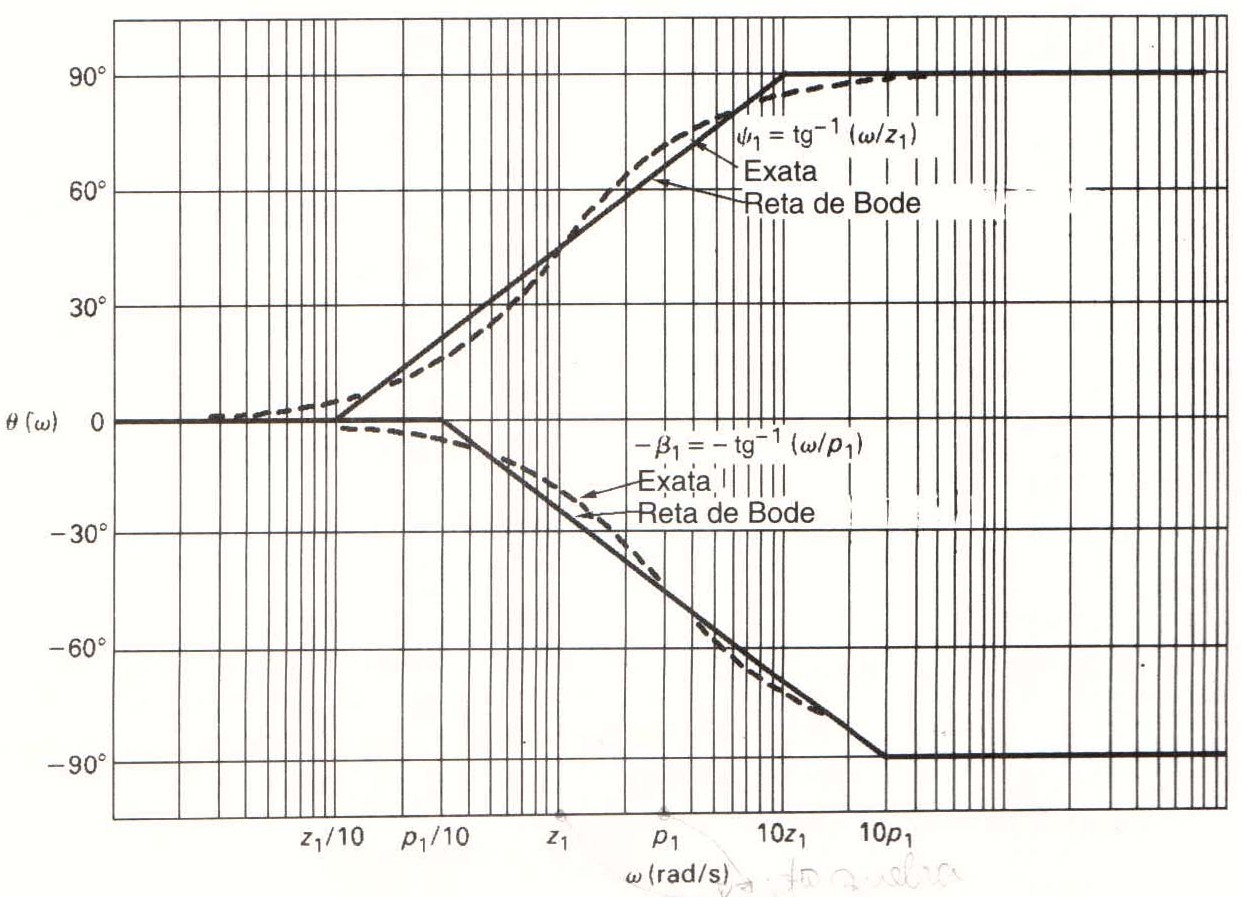 90°
ψ₁ = tg⁻¹ (ω/z₁)
Exata
60°
Reta de Bode
30°
θ (ω)
0
−β₁ = − tg⁻¹ (ω/p₁)
Exata
Reta de Bode
−30°
−60°
−90°
z₁/10 p₁/10 z₁ p₁ 10z₁ 10p₁
ω (rad/s)